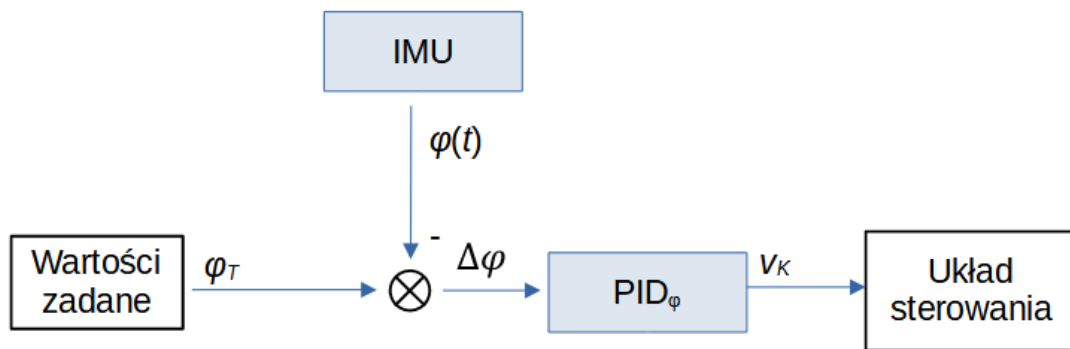 IMU
φ(t)
-
Wartości
zadane
φT
Δφ
PIDφ
vK
Układ
sterowania